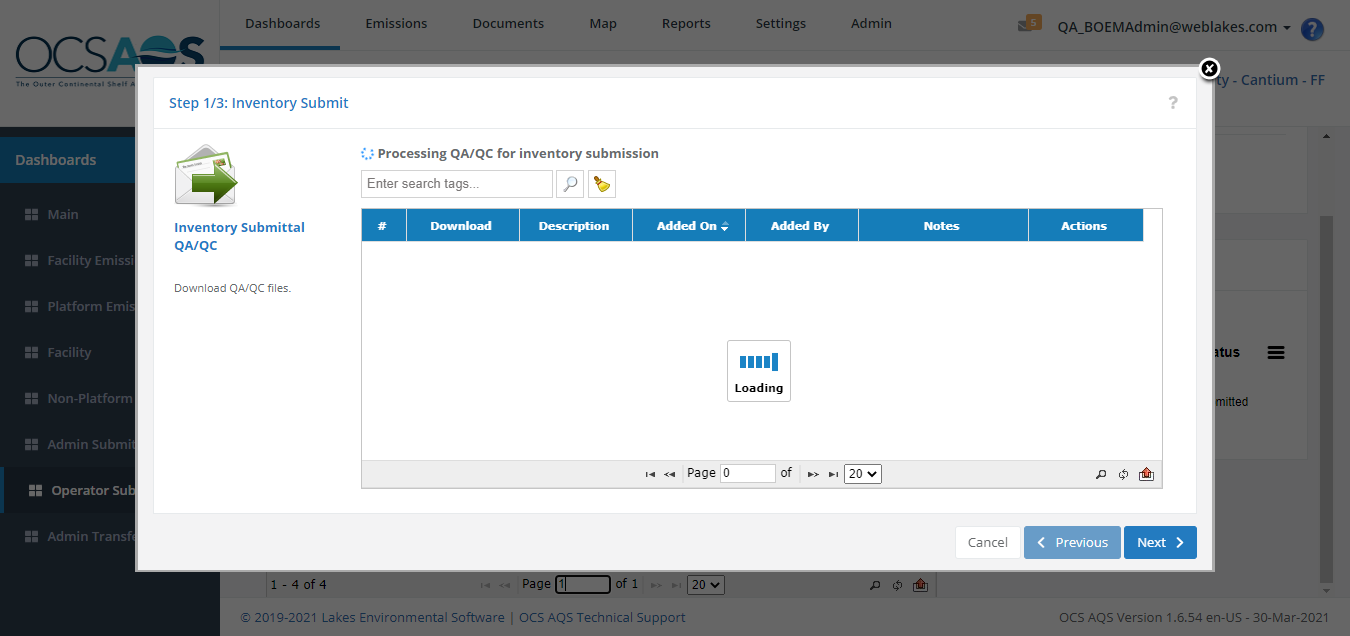 Dashboards Emissions Documents Map Reports Settings Admin 5 QA_BOEMAdmin@weblakes.com ?
OCSAQS
The Outer Continental Shelf A
ty - Cantium - FF
Step 1/3: Inventory Submit ?
Dashboards
Main
Facility Emissi
Platform Emis
Facility
Non-Platform
Admin Submit
Operator Sub
Admin Transfe
Inventory Submittal
QA/QC
Download QA/QC files.
Processing QA/QC for inventory submission
Enter search tags...
# Download Description Added On Added By Notes Actions
Loading
Page 0 of 20
atus
mitted
Cancel Previous Next
1 - 4 of 4 Page 1 of 1 20
© 2019-2021 Lakes Environmental Software | OCS AQS Technical Support OCS AQS Version 1.6.54 en-US - 30-Mar-2021